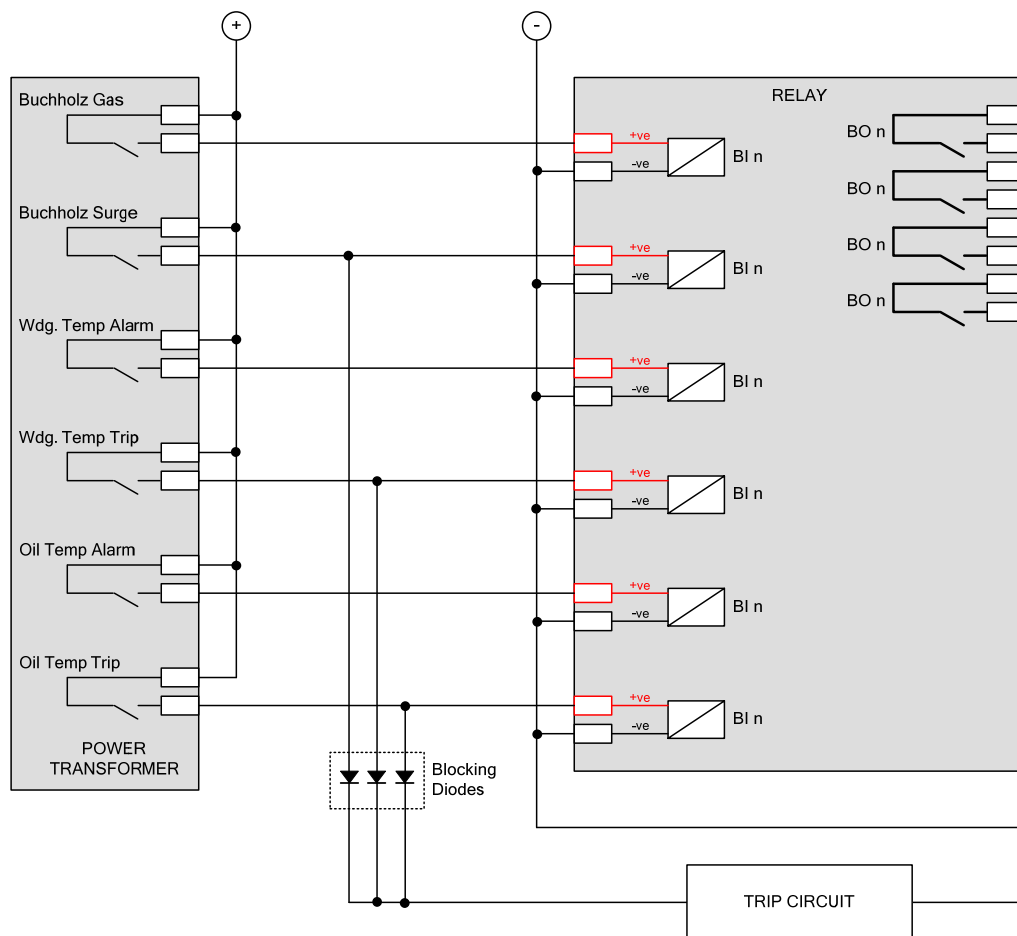 +
-
Buchholz Gas
Buchholz Surge
Wdg. Temp Alarm
Wdg. Temp Trip
Oil Temp Alarm
Oil Temp Trip
POWER
TRANSFORMER
Blocking
Diodes
RELAY
+ve
-ve
BI n
+ve
-ve
BI n
+ve
-ve
BI n
+ve
-ve
BI n
+ve
-ve
BI n
+ve
-ve
BI n
BO n
BO n
BO n
BO n
TRIP CIRCUIT